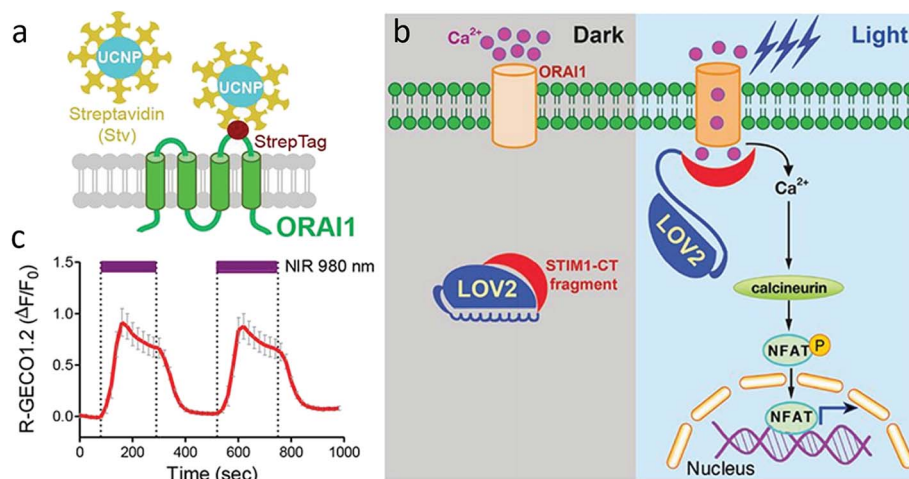 a
UCNP
UCNP
Streptavidin
(Stv)
StrepTag
ORAI1
b
Ca2+
Dark
Light
ORAI1
Ca2+
LOV2
LOV2
STIM1-CT
fragment
calcineurin
NFAT P
NFAT
Nucleus
c
NIR 980 nm
R-GECO1.2 (ΔF/F0)
1.5
1.0
0.5
0.0
0 200 400 600 800 1000
Time (sec)